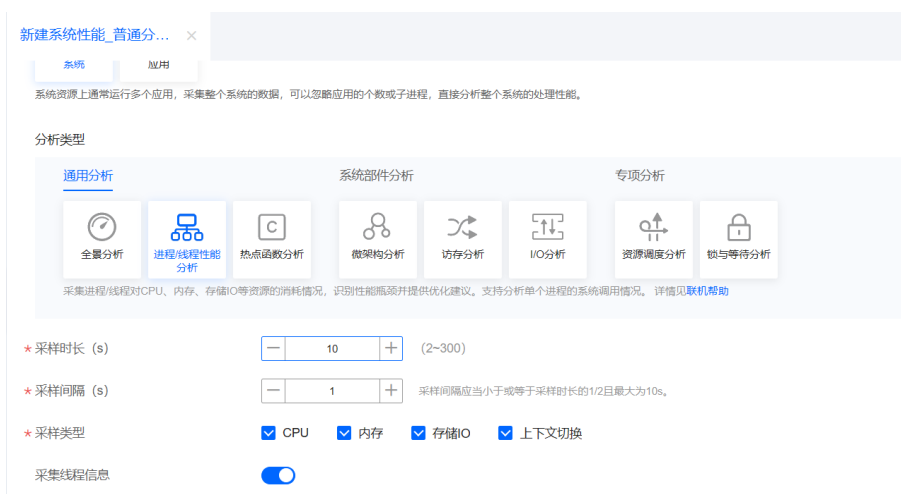 新建系统性能_普通分... ×
系统 应用
系统资源上通常运行多个应用，采集整个系统的数据，可以忽略应用的个数或子进程，直接分析整个系统的处理性能。
分析类型
通用分析 系统部件分析 专项分析
C
全景分析 进程/线程性能分析 热点函数分析 微架构分析 访存分析 I/O分析 资源调度分析 锁与等待分析
采集进程/线程对CPU、内存、存储IO等资源的消耗情况，识别性能瓶颈并提供优化建议。支持分析单个进程的系统调用情况。 详情见联机帮助
* 采样时长（s） — 10 + （2~300）
* 采样间隔（s） — 1 + 采样间隔应当小于或等于采样时长的1/2且最大为10s。
* 采样类型 CPU 内存 存储IO 上下文切换
采集线程信息